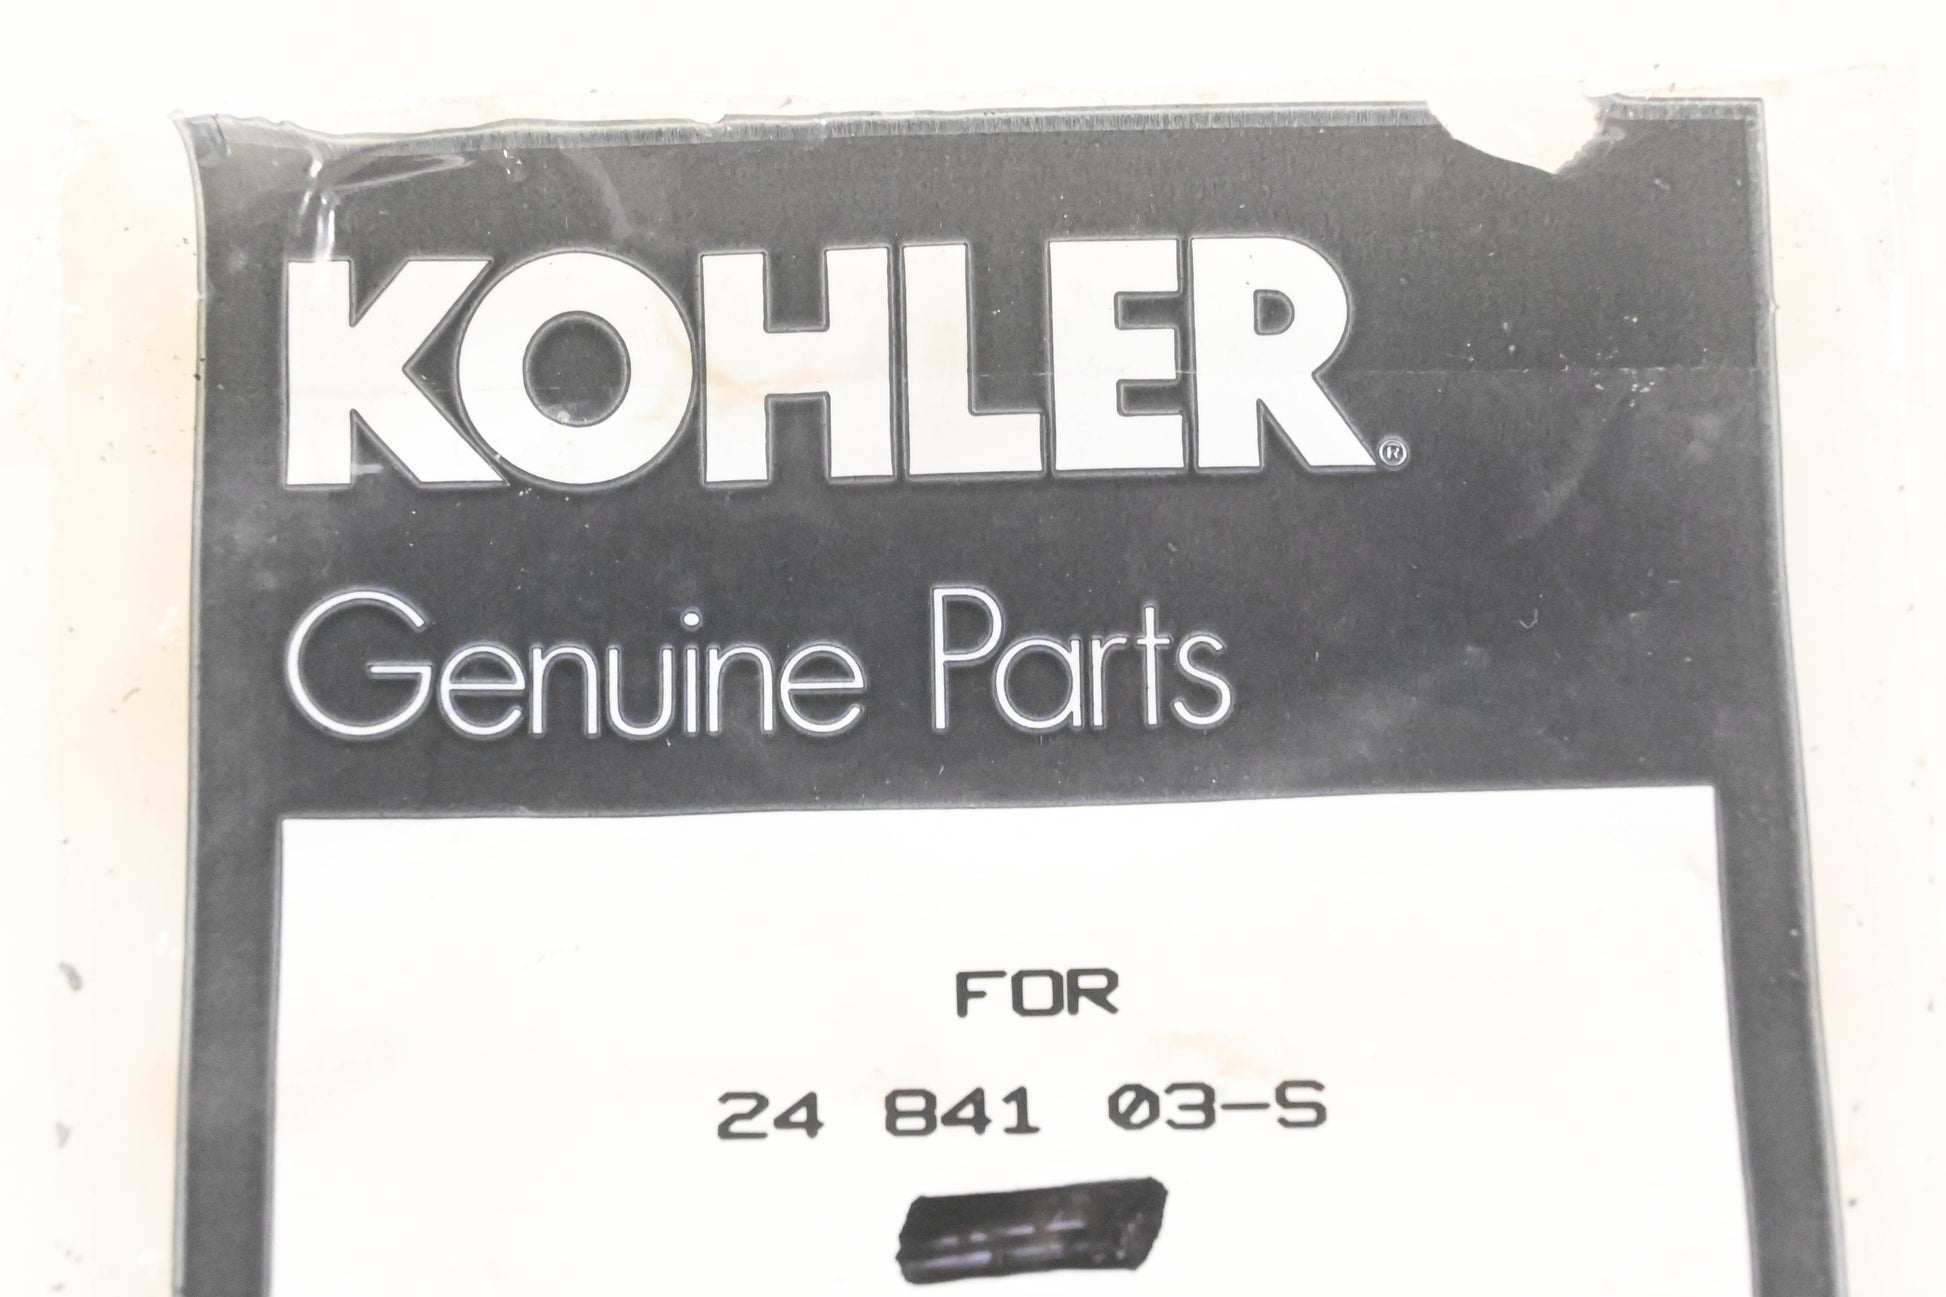 KOHLER®
Genuine Parts
FOR
24 841 03-S